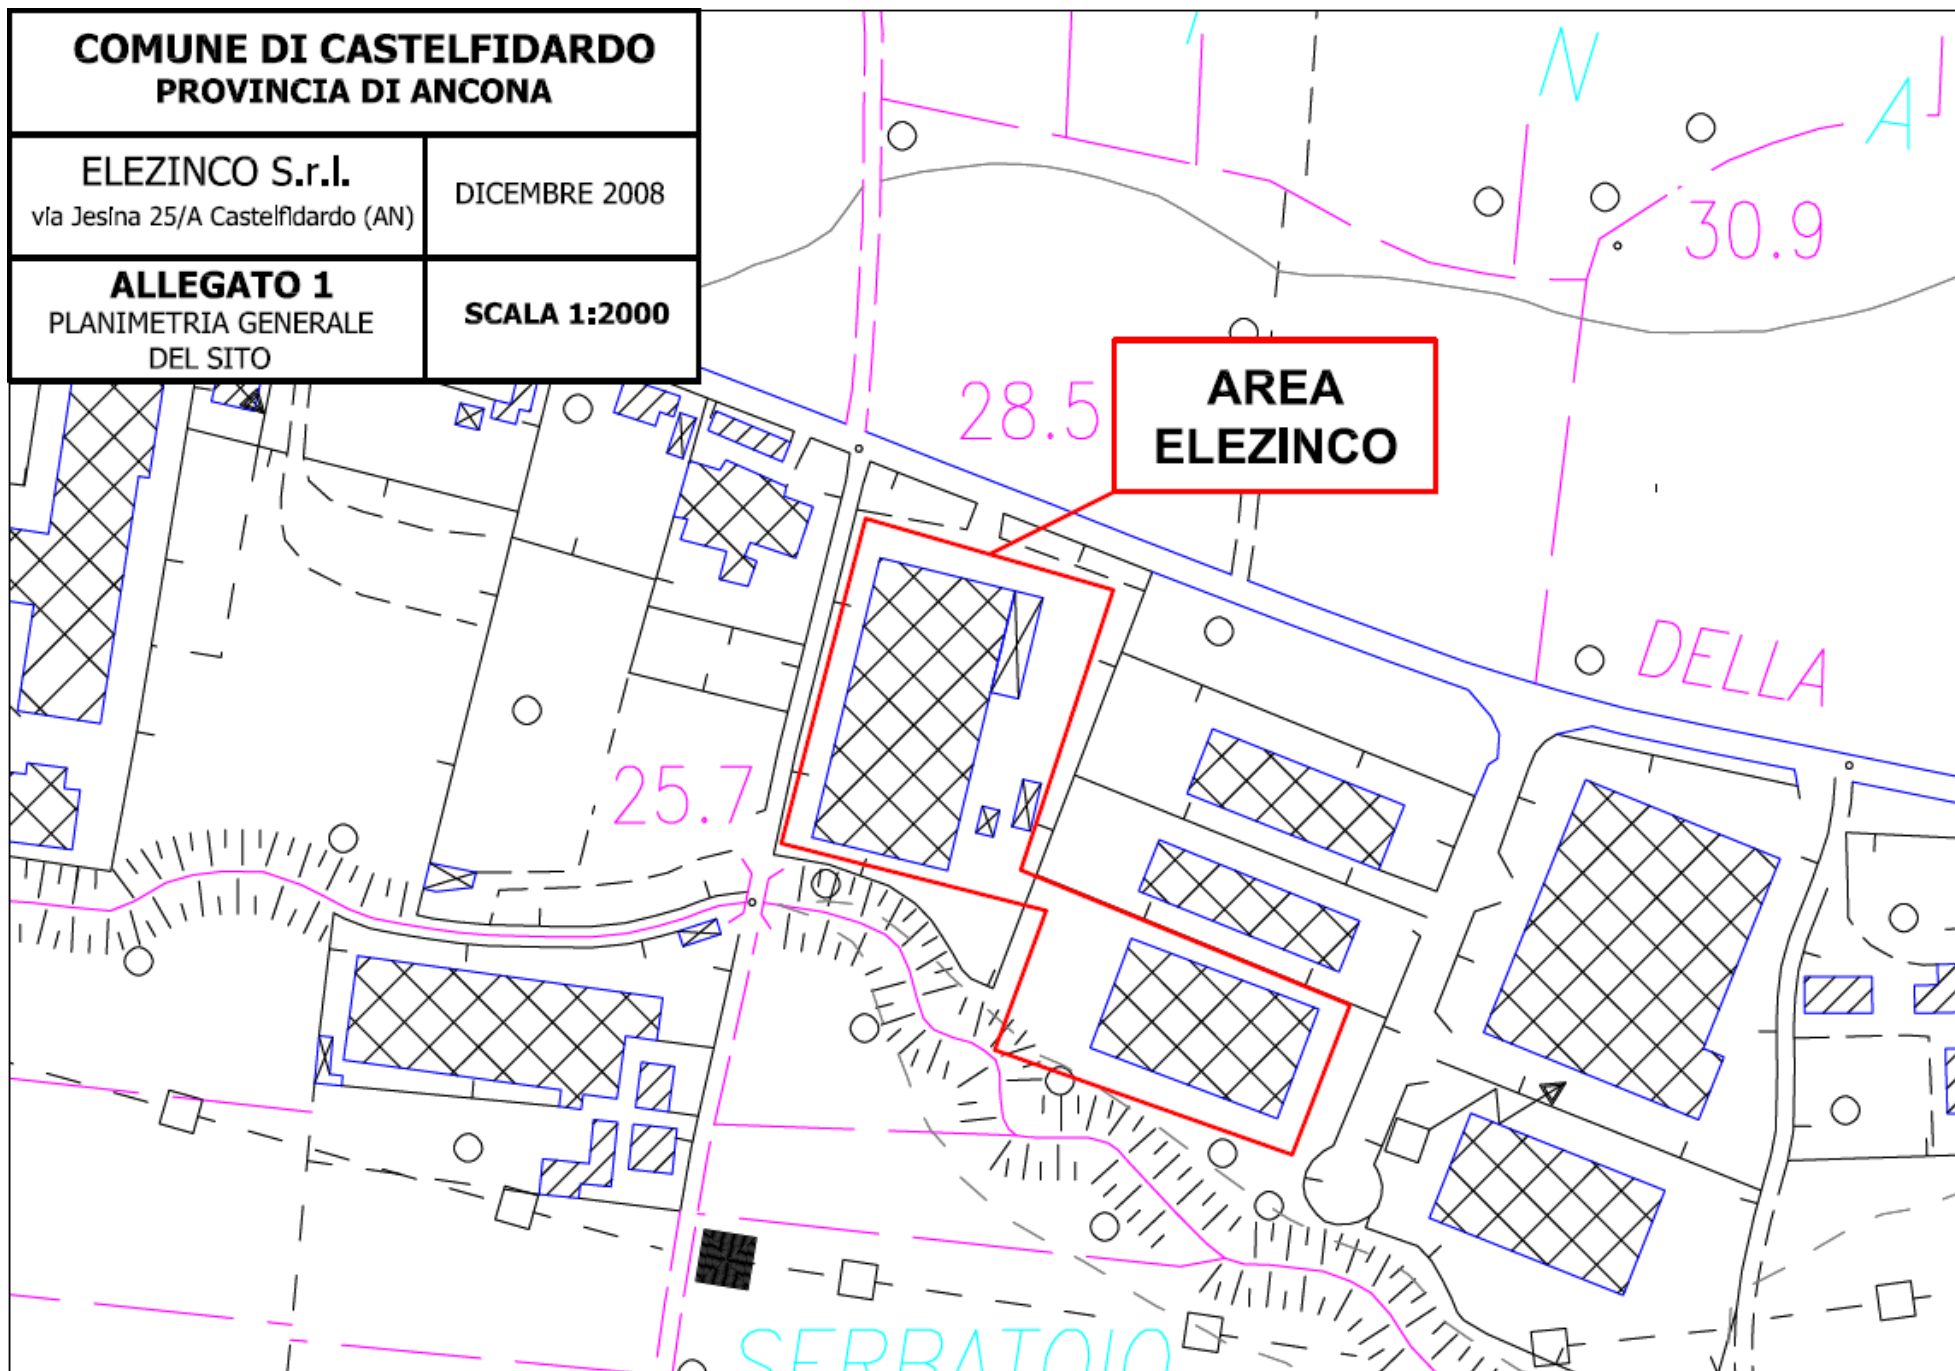 COMUNE DI CASTELFIDARDO
PROVINCIA DI ANCONA
ELEZINCO S.r.l.
via Jesina 25/A Castelfidardo (AN)
DICEMBRE 2008
ALLEGATO 1
PLANIMETRIA GENERALE
DEL SITO
SCALA 1:2000
N
A
30.9
28.5
AREA
ELEZINCO
DELLA
25.7
SERBATOIO